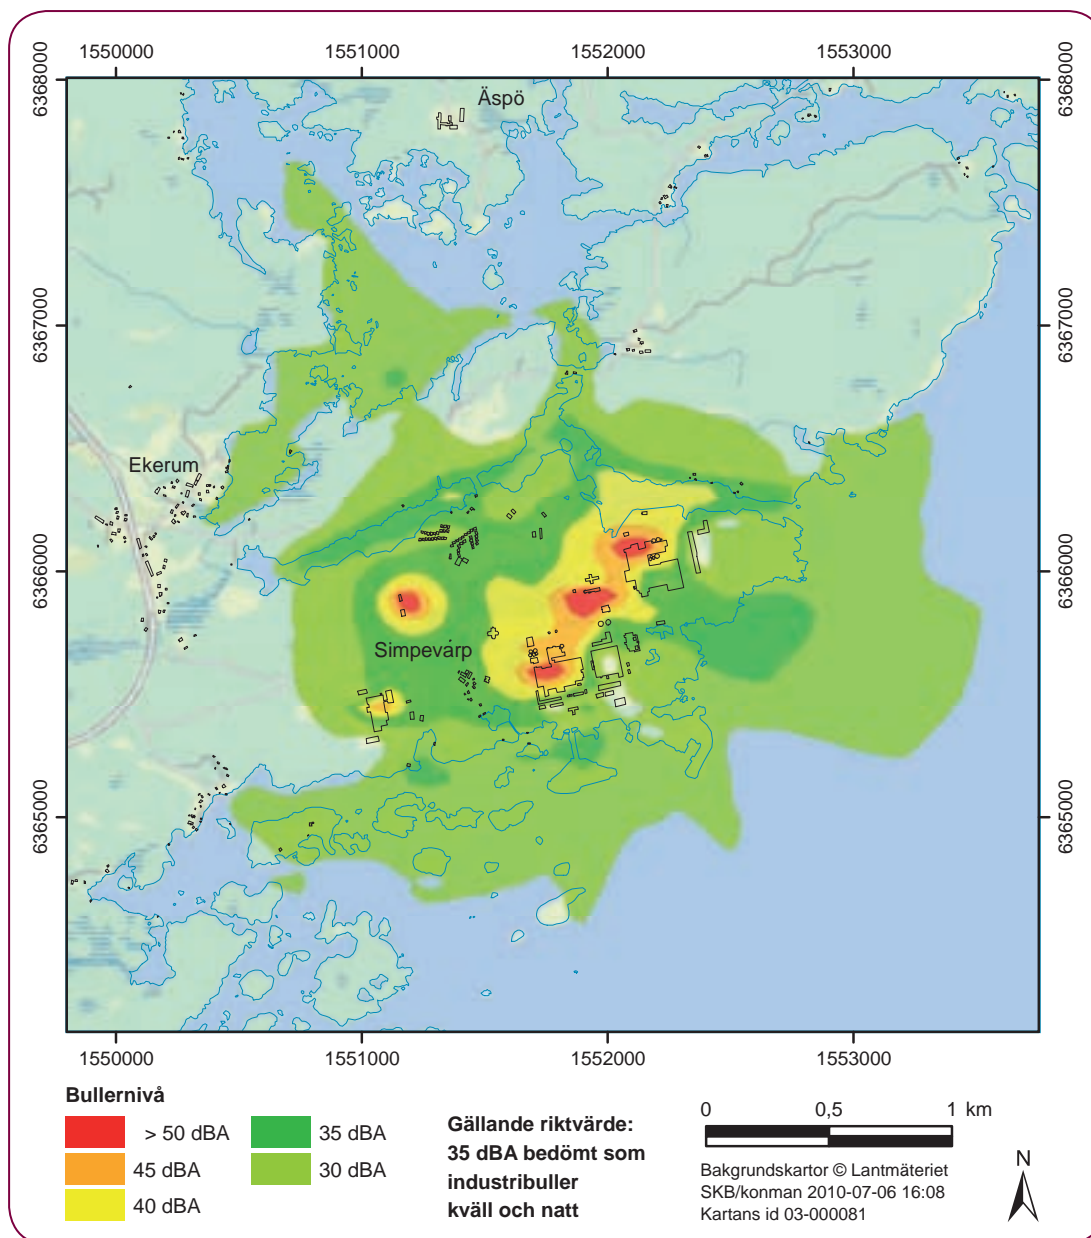 1550000 1551000 1552000 1553000
6368000 6368000
Äspö
6367000 6367000
Ekerum
6366000 6366000
Simpevarp
6365000 6365000
1550000 1551000 1552000 1553000
Bullernivå
> 50 dBA
45 dBA
40 dBA
35 dBA
30 dBA
Gällande riktvärde:
35 dBA bedömt som
industribuller
kväll och natt
0 0,5 1 km
Bakgrundskartor © Lantmäteriet
SKB/konman 2010-07-06 16:08
Kartans id 03-000081
N